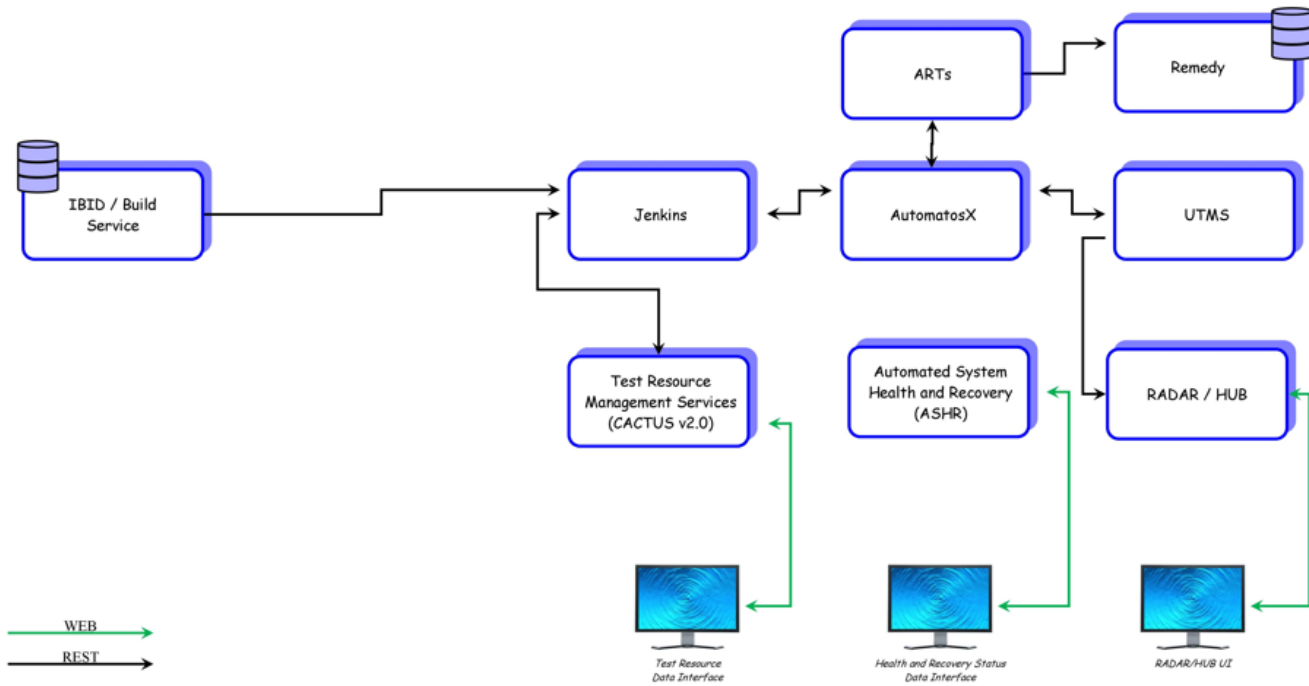 ARTs
Remedy
IBID / Build
Service
Jenkins
AutomatosX
UTMS
Test Resource
Management Services
(CACTUS v2.0)
Automated System
Health and Recovery
(ASHR)
RADAR / HUB
WEB
REST
Test Resource
Data Interface
Health and Recovery Status
Data Interface
RADAR/HUB UI